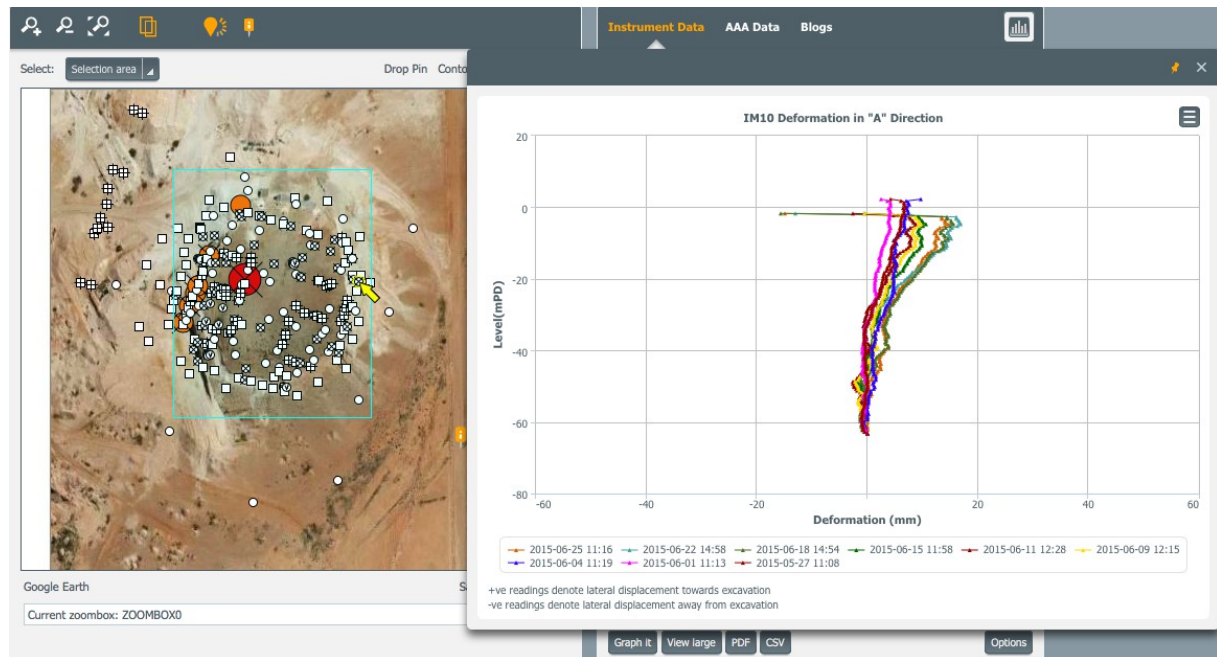 Instrument Data AAA Data Blogs
Select: Selection area Drop Pin Conto
IM10 Deformation in "A" Direction
20
0
-20
-40
-60
-80
Level(mPD)
-60 -40 -20 20 40 60
Deformation (mm)
2015-06-25 11:16 2015-06-22 14:58 2015-06-18 14:54 2015-06-15 11:58 2015-06-11 12:28 2015-06-09 12:15
2015-06-04 11:19 2015-06-01 11:13 2015-05-27 11:08
+ve readings denote lateral displacement towards excavation
-ve readings denote lateral displacement away from excavation
Google Earth S
Current zoombox: ZOOMBOX0
Graph it View large PDF CSV Options